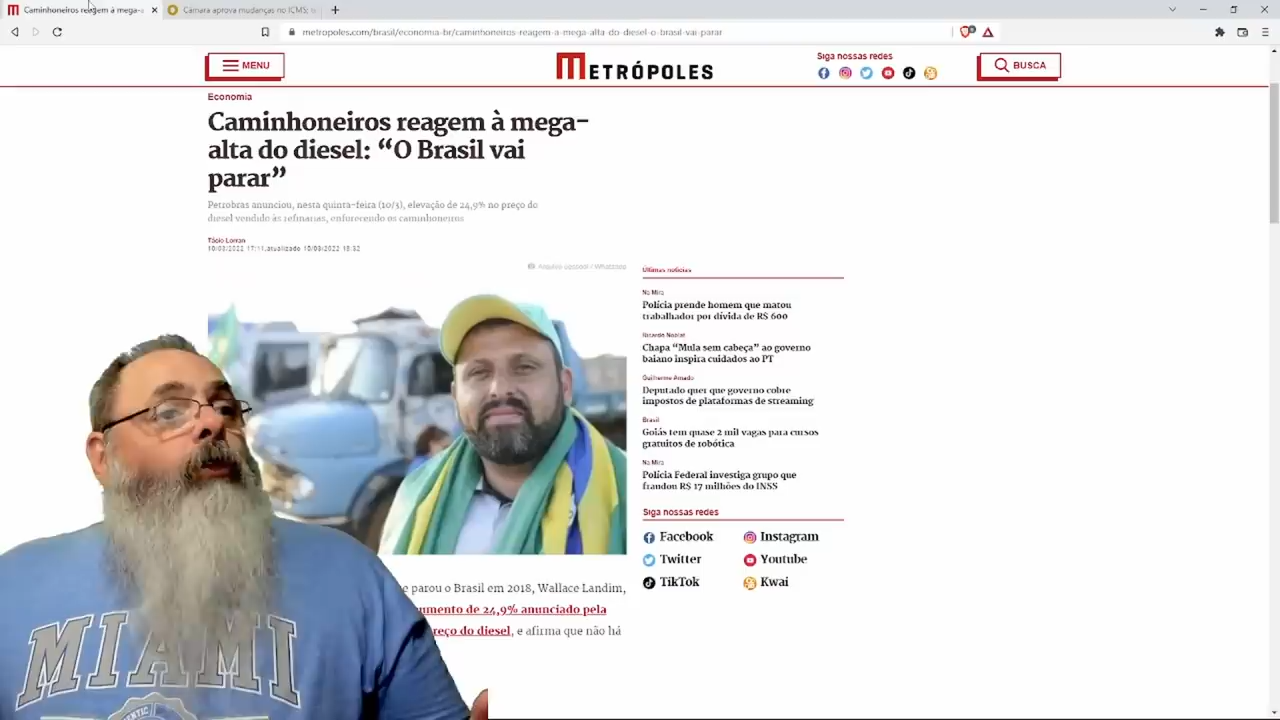 Caminhoneiros reagem à mega-
Câmara aprova mudanças no ICMS; t
metropoles.com/brasil/economia-br/caminhoneiros-reagem-a-mega-alta-do-diesel-o-brasil-vai-parar
MENU
METRÓPOLES
Siga nossas redes
BUSCA
Economia
Caminhoneiros reagem à mega-
alta do diesel: “O Brasil vai
parar”
Petrobras anunciou, nesta quinta-feira (10/3), elevação de 24,9% no preço do
diesel vendido às refinarias, enfurecendo os caminhoneiros
Tácio Lorran
10/03/2022 17:11, atualizado 10/03/2022 18:32
Arquivo pessoal / WhatsApp
Últimas notícias
Na Mira
Polícia prende homem que matou
trabalhador por dívida de R$ 600
Ricardo Noblat
Chapa “Mula sem cabeça” ao governo
baiano inspira cuidados ao PT
Guilherme Amado
Deputado quer que governo cobre
impostos de plataformas de streaming
Brasil
Goiás tem quase 2 mil vagas para cursos
gratuitos de robótica
Na Mira
Polícia Federal investiga grupo que
fraudou R$ 17 milhões do INSS
Siga nossas redes
Facebook
Instagram
Twitter
Youtube
TikTok
Kwai
e parou o Brasil em 2018, Wallace Landim,
umento de 24,9% anunciado pela
reço do diesel, e afirma que não há
MIAMI